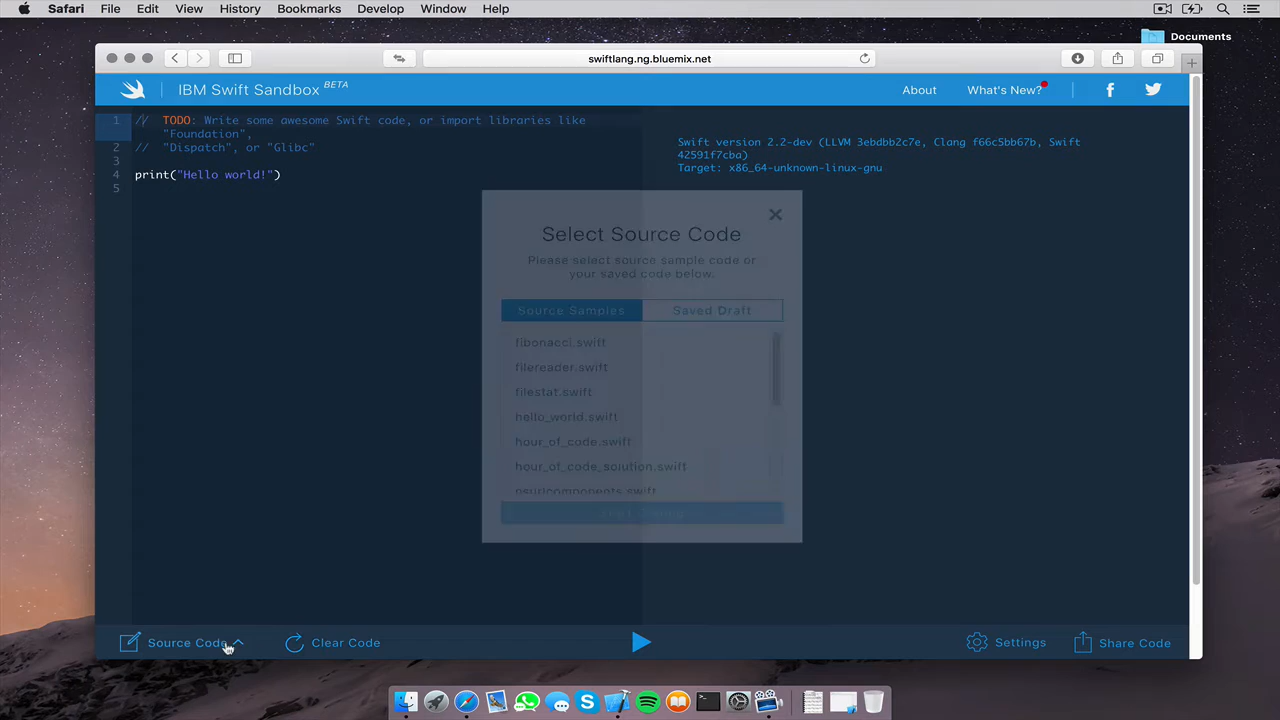 Safari File Edit View History Bookmarks Develop Window Help
Documents
swiftlang.ng.bluemix.net
IBM Swift Sandbox BETA
About What's New?
1 // TODO: Write some awesome Swift code, or import libraries like
"Foundation",
2 // "Dispatch", or "Glibc"
3
4 print("Hello world!")
5
Swift version 2.2-dev (LLVM 3ebdbb2c7e, Clang f66c5bb67b, Swift
42591f7cba)
Target: x86_64-unknown-linux-gnu
Select Source Code
Please select source sample code or
your saved code below.
Source Samples Saved Draft
fibonacci.swift
filereader.swift
filestat.swift
hello_world.swift
hour_of_code.swift
hour_of_code_solution.swift
nsurlcomponents.swift
Source Code Clear Code Settings Share Code